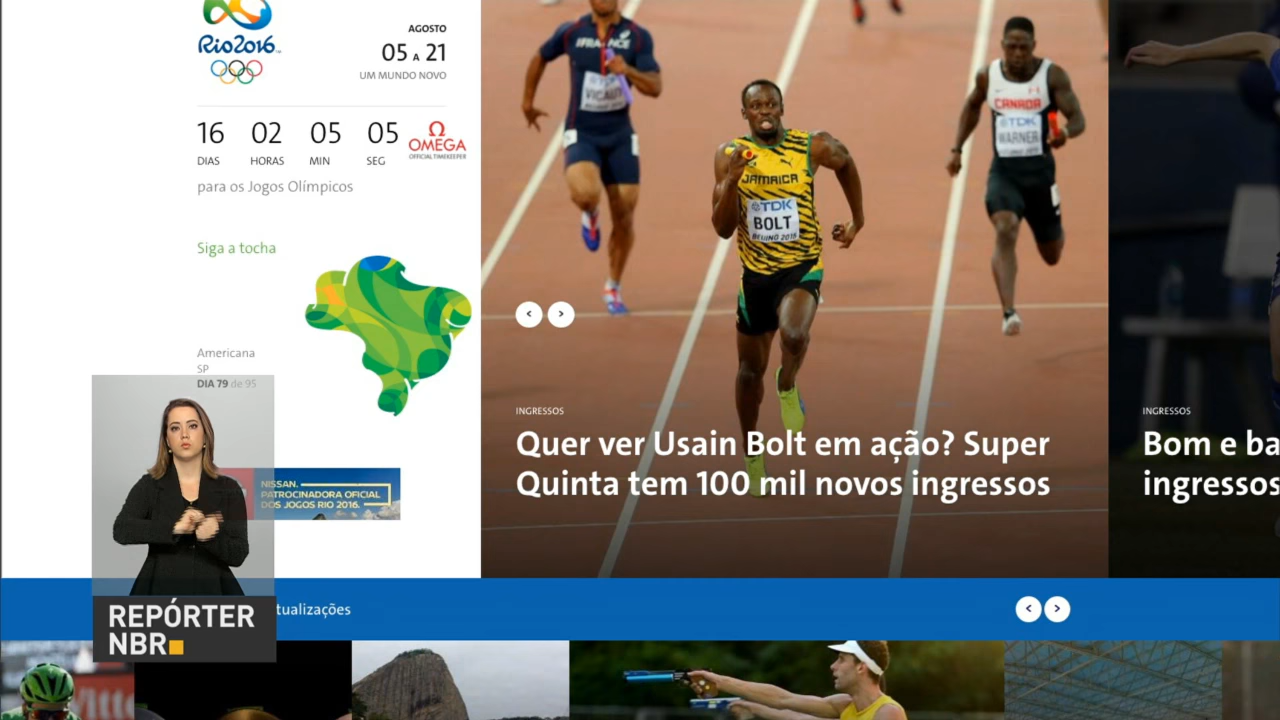 Rio2016
AGOSTO
05 A 21
UM MUNDO NOVO
16 02 05 05
DIAS HORAS MIN SEG
OMEGA
OFFICIAL TIMEKEEPER
para os Jogos Olímpicos
Siga a tocha
Americana
SP
DIA 79 de 95
NISSAN.
PATROCINADORA OFICIAL
DOS JOGOS RIO 2016.
FRANCE
VICAUT
JAMAICA
TDK
BOLT
BEIJING 2015
CANADA
TDK
WARNER
INGRESSOS
Quer ver Usain Bolt em ação? Super
Quinta tem 100 mil novos ingressos
INGRESSOS
Bom e ba
ingressos
tualizações
REPÓRTER
NBR